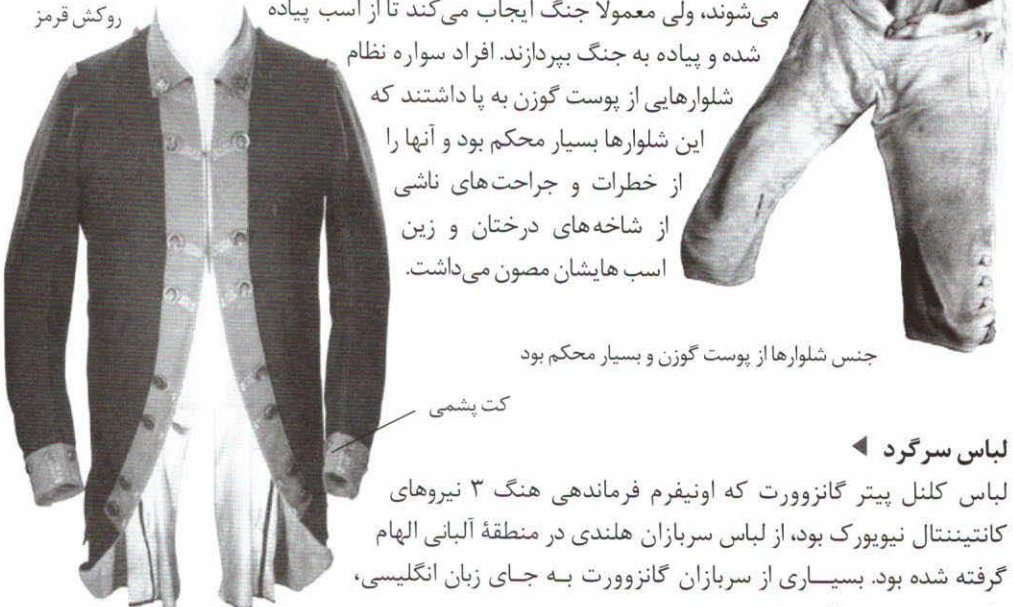 روکش قرمز
می‌شوند، ولی معمولاً جنگ ایجاب می‌کند تا از اسب پیاده
شده و پیاده به جنگ بپردازند. افراد سواره نظام
شلوارهایی از پوست گوزن به پا داشتند که
این شلوارها بسیار محکم بود و آنها را
از خطرات و جراحت‌های ناشی
از شاخه‌های درختان و زین
اسب هایشان مصون می‌داشت.
جنس شلوارها از پوست گوزن و بسیار محکم بود
کت پشمی
لباس سرگرد ◀
لباس کلنل پیتر گانزوورت که اونیفرم فرماندهی هنگ ۳ نیروهای
کانتیننتال نیویورک بود، از لباس سربازان هلندی در منطقهٔ آلبانی الهام
گرفته شده بود. بسیــاری از سربازان گانزوورت بـه جـای زبان انگلیسی،